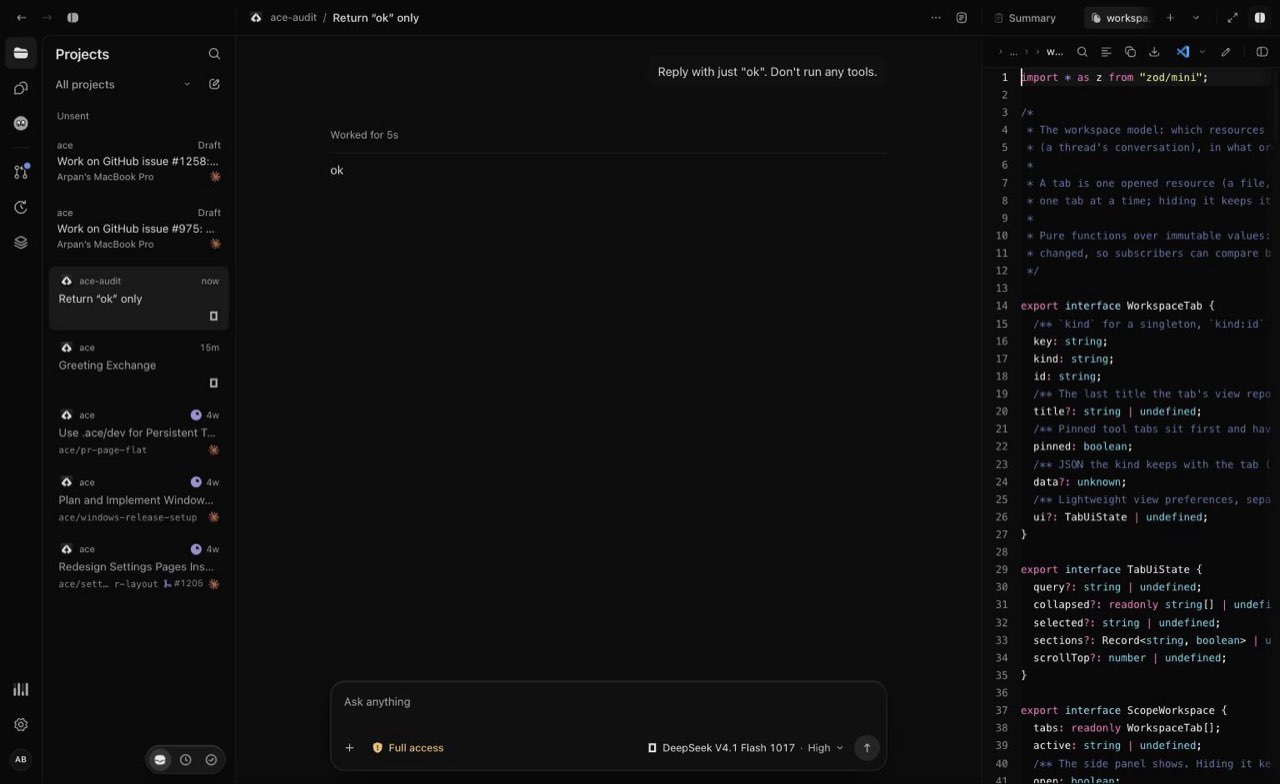 ace-audit / Return “ok” only
Summary
workspa
Projects
All projects
Unsent
ace Draft
Work on GitHub issue #1258:...
Arpan's MacBook Pro
ace Draft
Work on GitHub issue #975: ...
Arpan's MacBook Pro
ace-audit now
Return “ok” only
ace 15m
Greeting Exchange
ace 4w
Use .ace/dev for Persistent T...
ace/pr-page-flat
ace 4w
Plan and Implement Window...
ace/windows-release-setup
ace 4w
Redesign Settings Pages Ins...
ace/sett… r-layout #1205
AB
Reply with just "ok". Don't run any tools.
Worked for 5s
ok
Ask anything
+ Full access
DeepSeek V4.1 Flash 1017 · High
› ... › › w...
1 import * as z from "zod/mini";
2
3 /*
4 * The workspace model: which resources
5 * (a thread's conversation), in what or
6 *
7 * A tab is one opened resource (a file,
8 * one tab at a time; hiding it keeps it
9 *
10 * Pure functions over immutable values:
11 * changed, so subscribers can compare b
12 */
13
14 export interface WorkspaceTab {
15 /** `kind` for a singleton, `kind:id`
16 key: string;
17 kind: string;
18 id: string;
19 /** The last title the tab's view repo
20 title?: string | undefined;
21 /** Pinned tool tabs sit first and hav
22 pinned: boolean;
23 /** JSON the kind keeps with the tab (
24 data?: unknown;
25 /** Lightweight view preferences, sepa
26 ui?: TabUiState | undefined;
27 }
28
29 export interface TabUiState {
30 query?: string | undefined;
31 collapsed?: readonly string[] | undefi
32 selected?: string | undefined;
33 sections?: Record<string, boolean> | u
34 scrollTop?: number | undefined;
35 }
36
37 export interface ScopeWorkspace {
38 tabs: readonly WorkspaceTab[];
39 active: string | undefined;
40 /** The side panel shows. Hiding it ke
41 open: boolean;